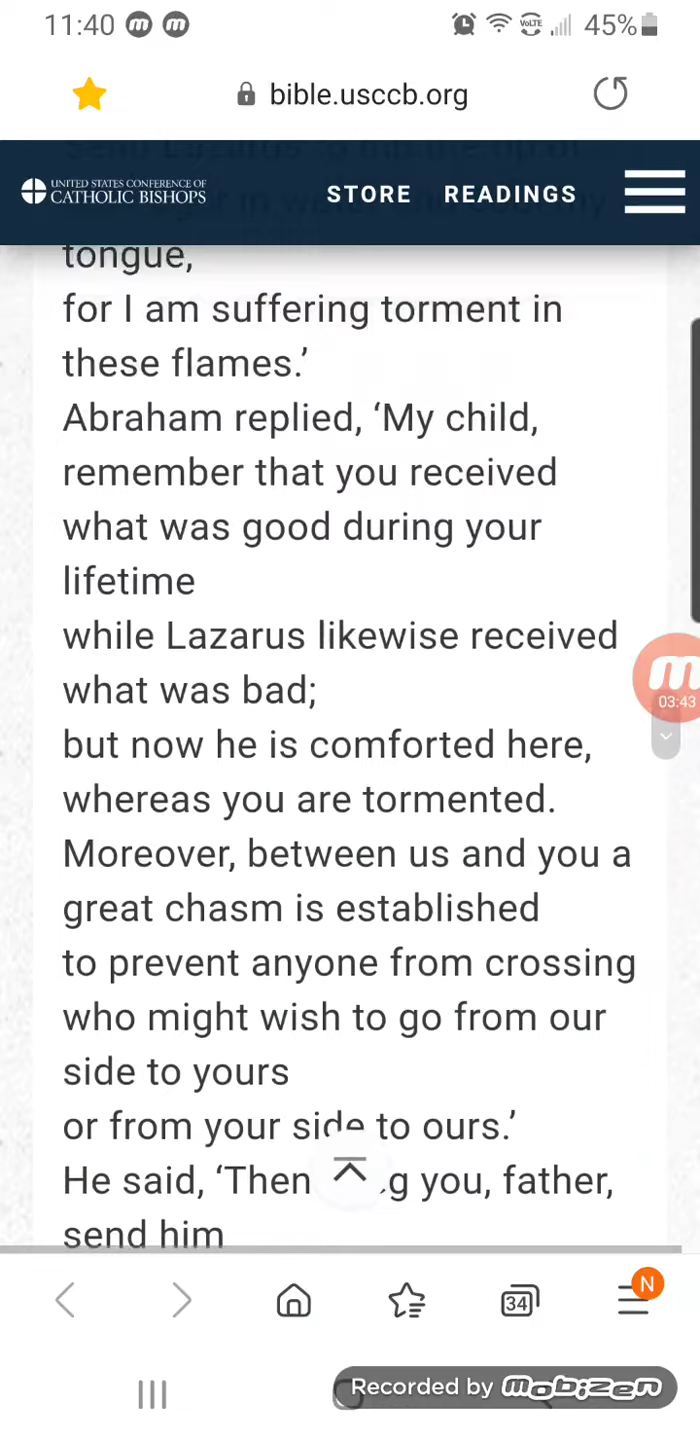 11:40
VoLTE
45%
bible.usccb.org
UNITED STATES CONFERENCE OF
CATHOLIC BISHOPS
STORE READINGS
tongue,
for I am suffering torment in
these flames.’
Abraham replied, ‘My child,
remember that you received
what was good during your
lifetime
while Lazarus likewise received
what was bad;
but now he is comforted here,
whereas you are tormented.
Moreover, between us and you a
great chasm is established
to prevent anyone from crossing
who might wish to go from our
side to yours
or from your side to ours.’
He said, ‘Then g you, father,
send him
m
03:43
34
N
Recorded by mobizen